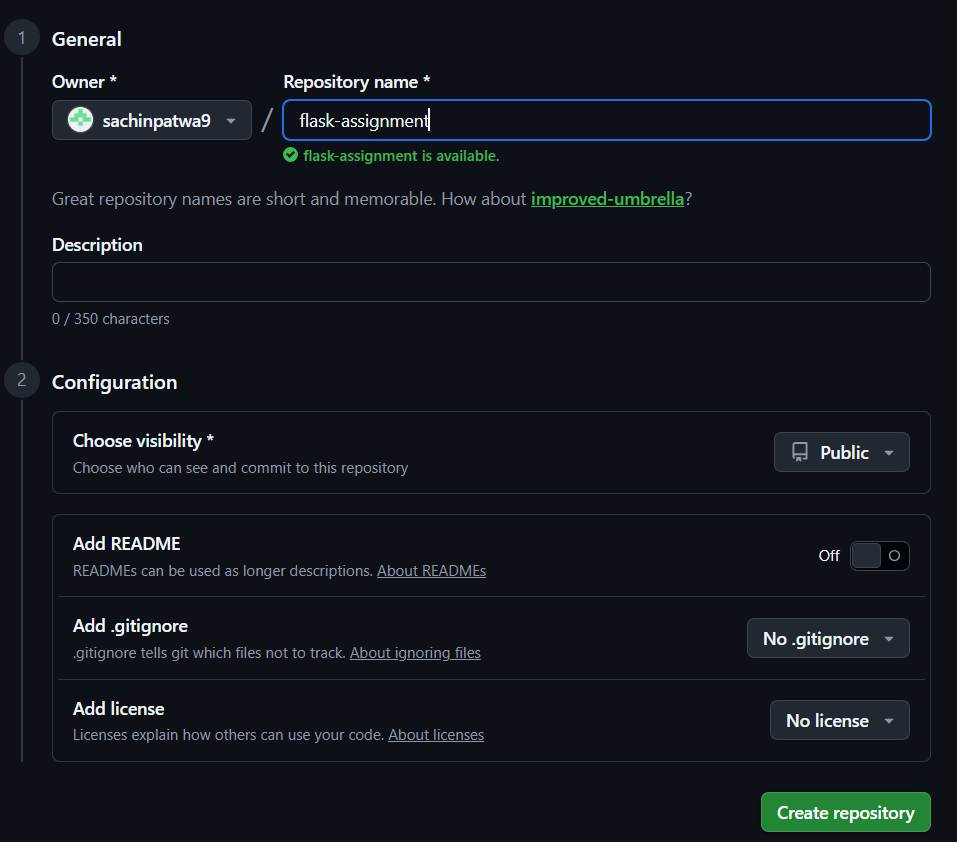 1 General
Owner * Repository name *
sachinpatwa9 / flask-assignment
flask-assignment is available.
Great repository names are short and memorable. How about improved-umbrella?
Description
0 / 350 characters
2 Configuration
Choose visibility *
Choose who can see and commit to this repository
Public
Add README
READMEs can be used as longer descriptions. About READMEs
Off
Add .gitignore
.gitignore tells git which files not to track. About ignoring files
No .gitignore
Add license
Licenses explain how others can use your code. About licenses
No license
Create repository